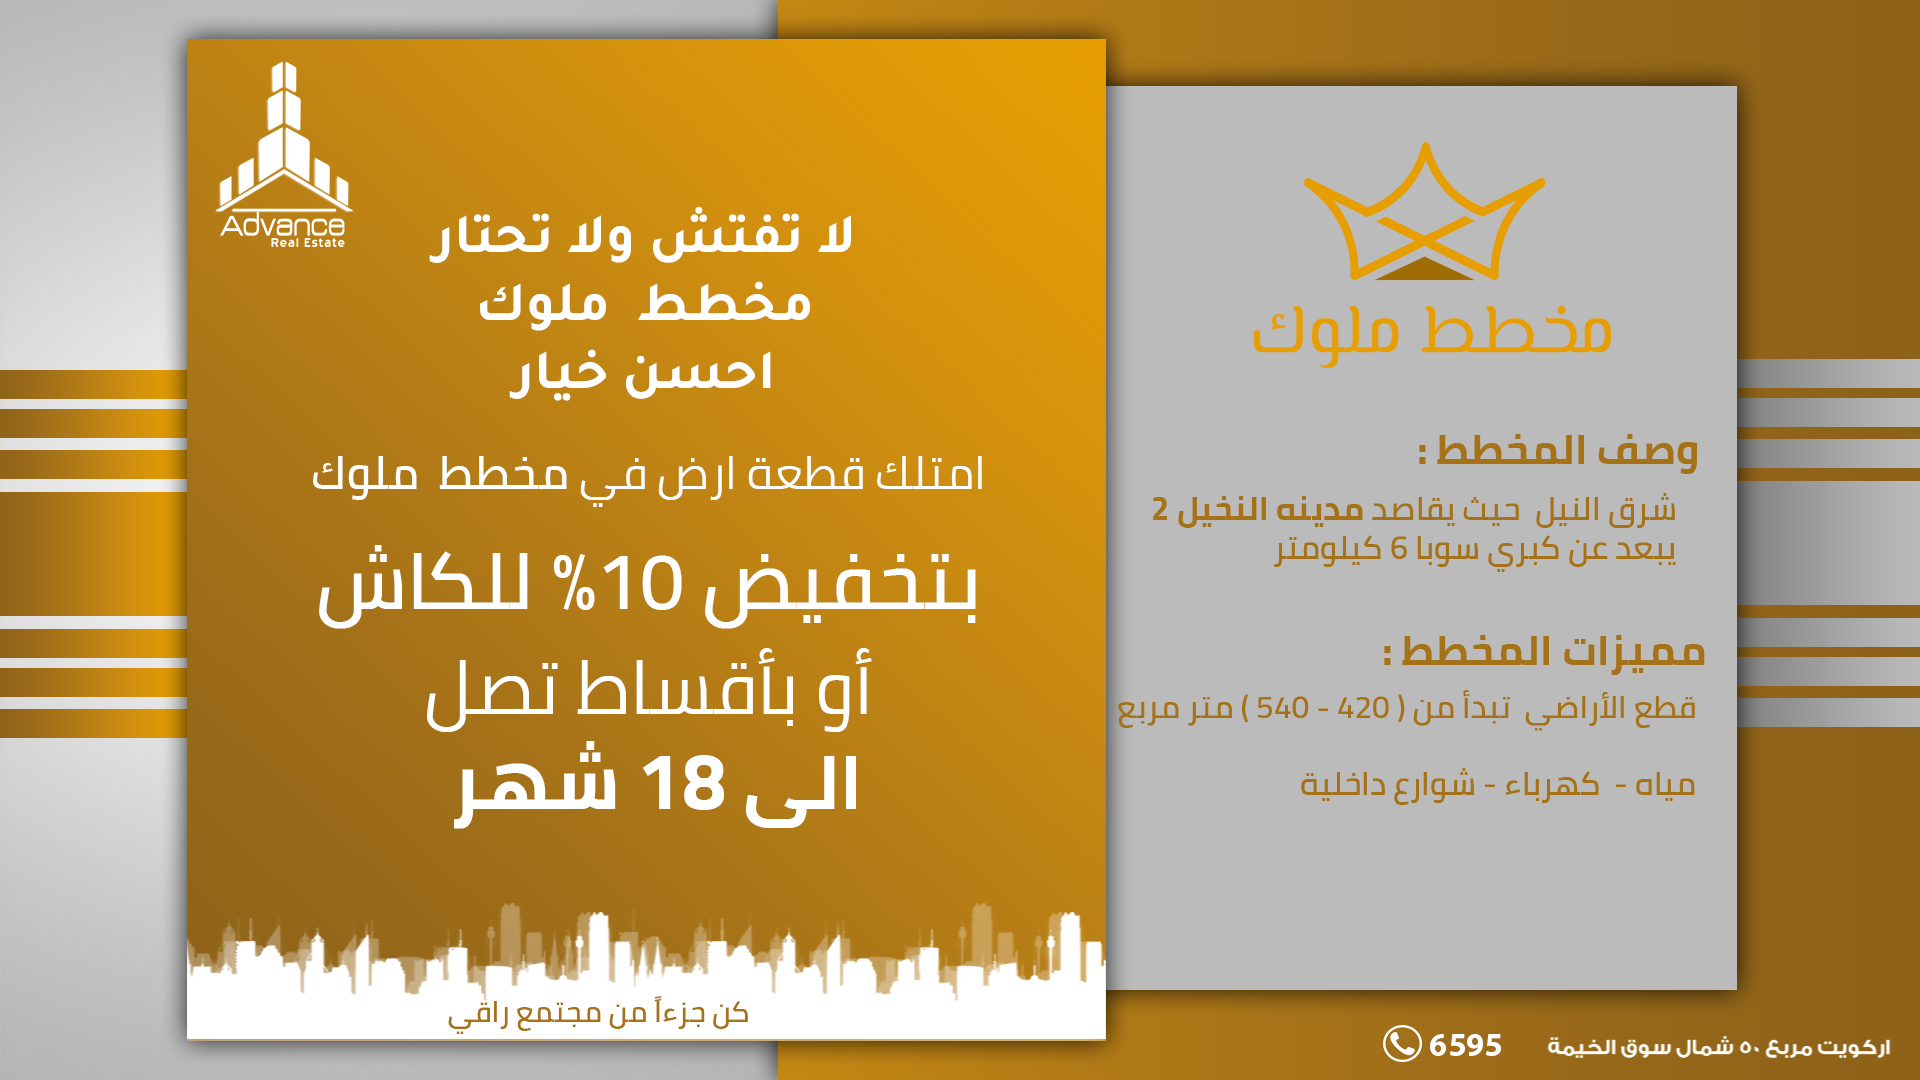 Advance
Real Estate
لا تفتش ولا تحتار
مخطط ملوك
احسن خيار
امتلك قطعة ارض في مخطط ملوك
بتخفيض 10% للكاش
أو بأقساط تصل
الى 18 شهر
كن جزءاً من مجتمع راقي
مخطط ملوك
وصف المخطط :
شرق النيل حيث يقاصد مدينه النخيل 2
يبعد عن كبري سوبا 6 كيلومتر
مميزات المخطط :
قطع الأراضي تبدأ من ( 420 - 540 ) متر مربع
مياه - كهرباء - شوارع داخلية
اركويت مربع ٥٠ شمال سوق الخيمة
6595